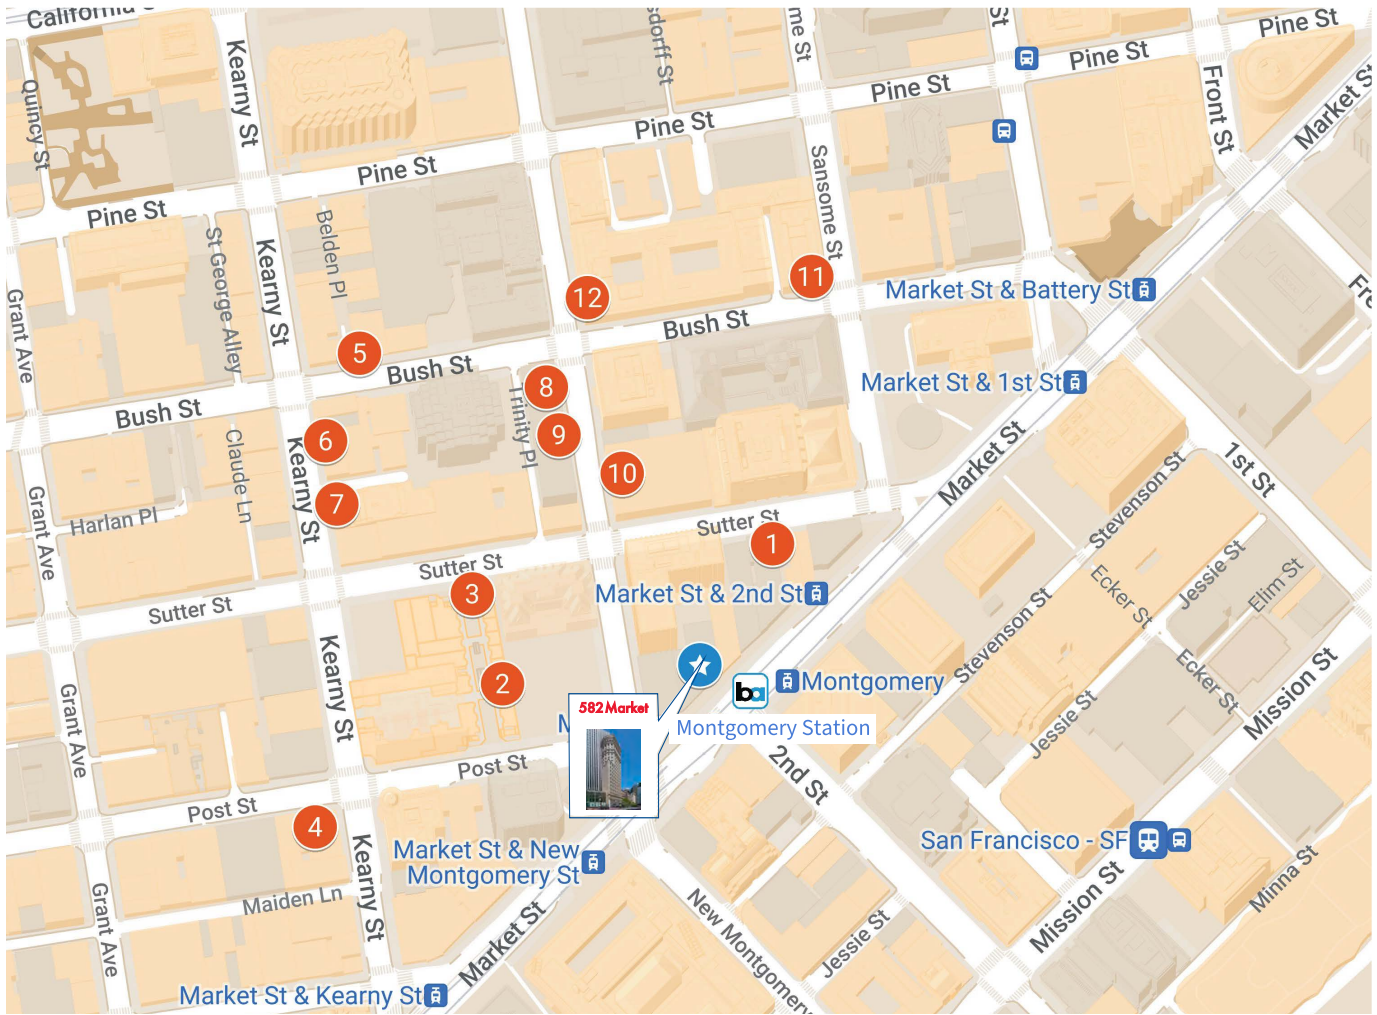 California
Pine St
Pine St
Pine St
Pine St
Pine St
Pine St
Kearny St
Quincy St
Front St
Market St
St
Sansome St
Belden Pl
St George Alley
Kearny St
Grant Ave
12
11
Market St & Battery St
Bush St
5
Bush St
8
Market St & 1st St
Bush St
Trinity Pl
6
9
10
Claude Ln
Kearny St
Market St
1st St
Stevenson St
7
Grant Ave
Harlan Pl
Sutter St
1
Sutter St
3
Market St & 2nd St
Sutter St
Ecker St
Jessie St
Elim St
Stevenson St
Kearny St
2
ba
Montgomery
Montgomery Station
Ecker St
Mission St
Grant Ave
582 Market
M
Jessie St
Post St
2nd St
Post St
4
Kearny St
Market St & New
Montgomery St
San Francisco - SF
Maiden Ln
Grant Ave
New Montgomery
Jessie St
Mission St
Minna St
Market St
Market St & Kearny St